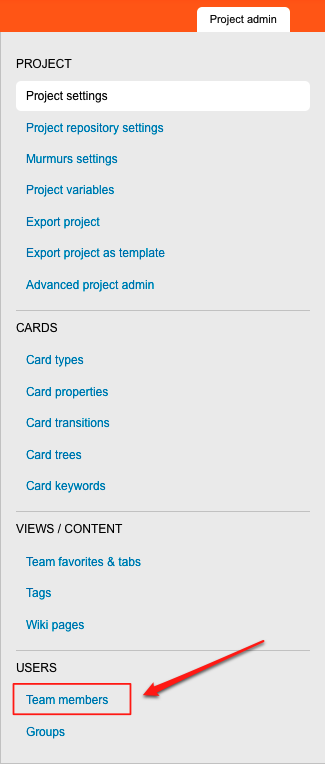 Project admin
PROJECT
Project settings
Project repository settings
Murmurs settings
Project variables
Export project
Export project as template
Advanced project admin
CARDS
Card types
Card properties
Card transitions
Card trees
Card keywords
VIEWS / CONTENT
Team favorites & tabs
Tags
Wiki pages
USERS
Team members
Groups